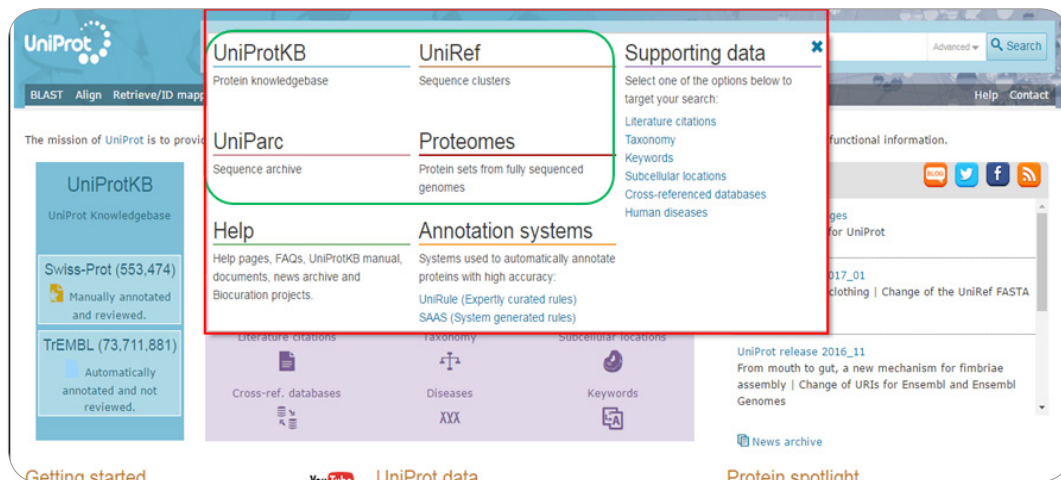 UniProt
UniProtKB
Protein knowledgebase
UniRef
Sequence clusters
Supporting data
Select one of the options below to
target your search:
Literature citations
Taxonomy
Keywords
Subcellular locations
Cross-referenced databases
Human diseases
UniParc
Sequence archive
Proteomes
Protein sets from fully sequenced
genomes
Help
Help pages, FAQs, UniProtKB manual,
documents, news archive and
Biocuration projects.
Annotation systems
Systems used to automatically annotate
proteins with high accuracy:
UniRule (Expertly curated rules)
SAAS (System generated rules)
Advanced
Search
BLAST Align Retrieve/ID
Help Contact
The mission of UniProt is to
functional information.
UniProtKB
UniProt Knowledgebase
Swiss-Prot (553,474)
Manually annotated
and reviewed.
TrEMBL (73,711,881)
Automatically
annotated and not
reviewed.
Literature citations
Taxonomy
Subcellular locations
Cross-ref. databases
Diseases
Keywords
BLOG
for UniProt
clothing | Change of the UniRef FASTA
UniProt release 2016_11
From mouth to gut, a new mechanism for fimbriae
assembly | Change of URIs for Ensembl and Ensembl
Genomes
News archive
Getting started
YouTube
UniProt data
Protein spotlight